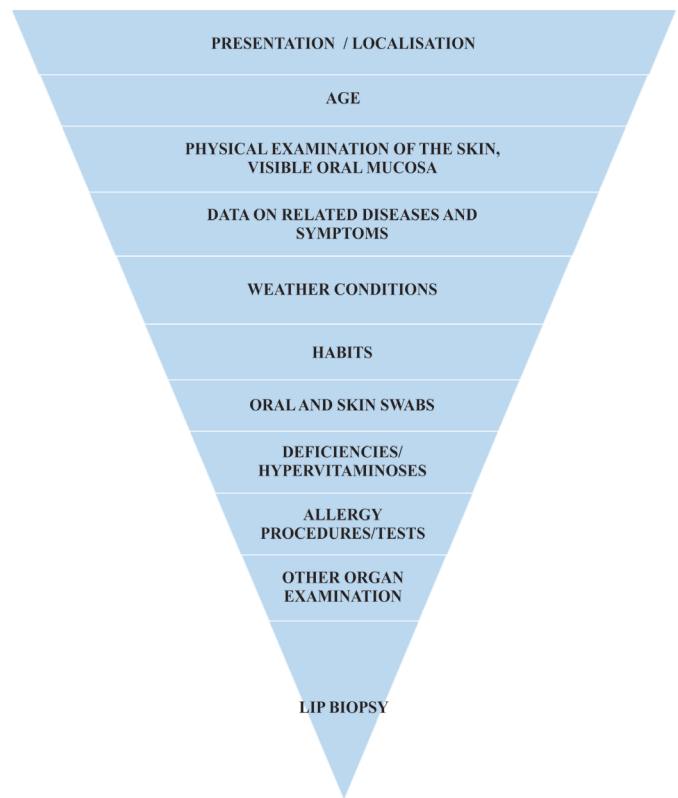 PRESENTATION / LOCALISATION
AGE
PHYSICAL EXAMINATION OF THE SKIN,
VISIBLE ORAL MUCOSA
DATA ON RELATED DISEASES AND
SYMPTOMS
WEATHER CONDITIONS
HABITS
ORAL AND SKIN SWABS
DEFICIENCIES/
HYPERVITAMINOSES
ALLERGY
PROCEDURES/TESTS
OTHER ORGAN
EXAMINATION
LIP BIOPSY